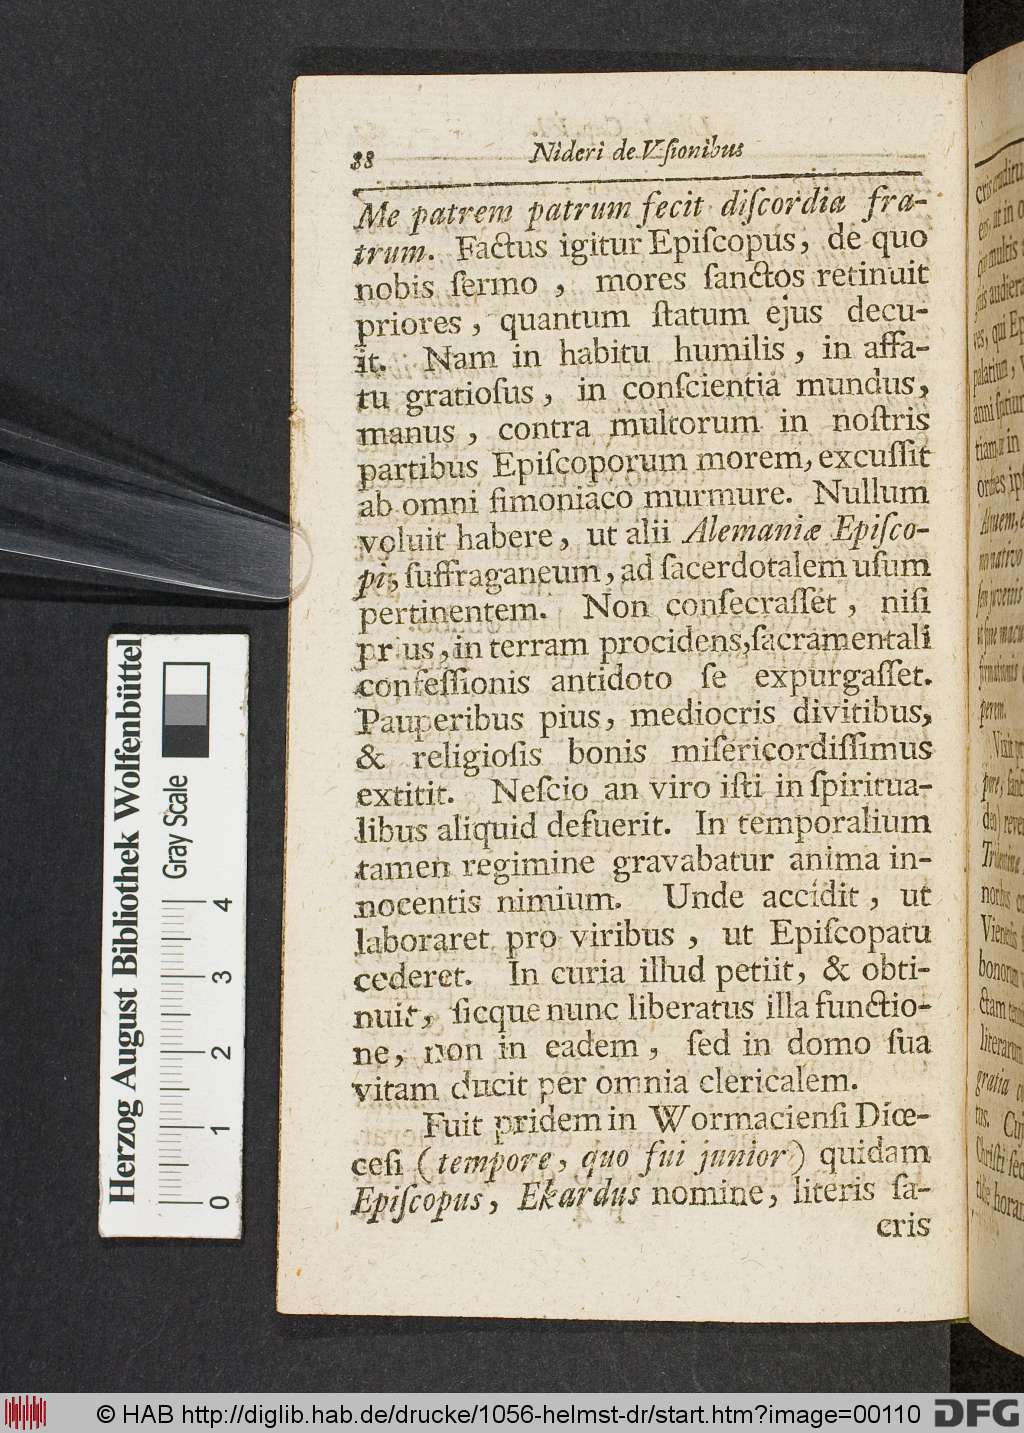 88 Nideri de Vſionibus
Me patrem patrum fecit diſcordia fra-
trum. Factus igitur Epiſcopus, de quo
nobis ſermo, mores ſanctos retinuit
priores, quantum ſtatum ejus decu-
it. Nam in habitu humilis, in affa-
tu gratioſus, in conſcientia mundus,
manus, contra multorum in noſtris
partibus Epiſcoporum morem, excuſſit
ab omni ſimoniaco murmure. Nullum
voluit habere, ut alii Alemaniæ Epiſco-
pi, ſuffraganeum, ad ſacerdotalem uſum
pertinentem. Non conſecraſſet, niſi
prius, in terram procidens, ſacramentali
confeſſionis antidoto ſe expurgaſſet.
Pauperibus pius, mediocris divitibus,
& religioſis bonis miſericordiſſimus
extitit. Neſcio an viro iſti in ſpiritua-
libus aliquid defuerit. In temporalium
tamen regimine gravabatur anima in-
nocentis nimium. Unde accidit, ut
laboraret pro viribus, ut Epiſcopatu
cederet. In curia illud petiit, & obti-
nuit, ſicque nunc liberatus illa functio-
ne, non in eadem, ſed in domo ſua
vitam ducit per omnia clericalem.
Fuit pridem in Wormacienſi Diœ-
ceſi (tempore, quo fui junior) quidam
Epiſcopus, Ekardus nomine, literis ſa-
cris
Herzog August Bibliothek Wolfenbüttel
Gray Scale
0 1 2 3 4
© HAB http://diglib.hab.de/drucke/1056-helmst-dr/start.htm?image=00110
DFG